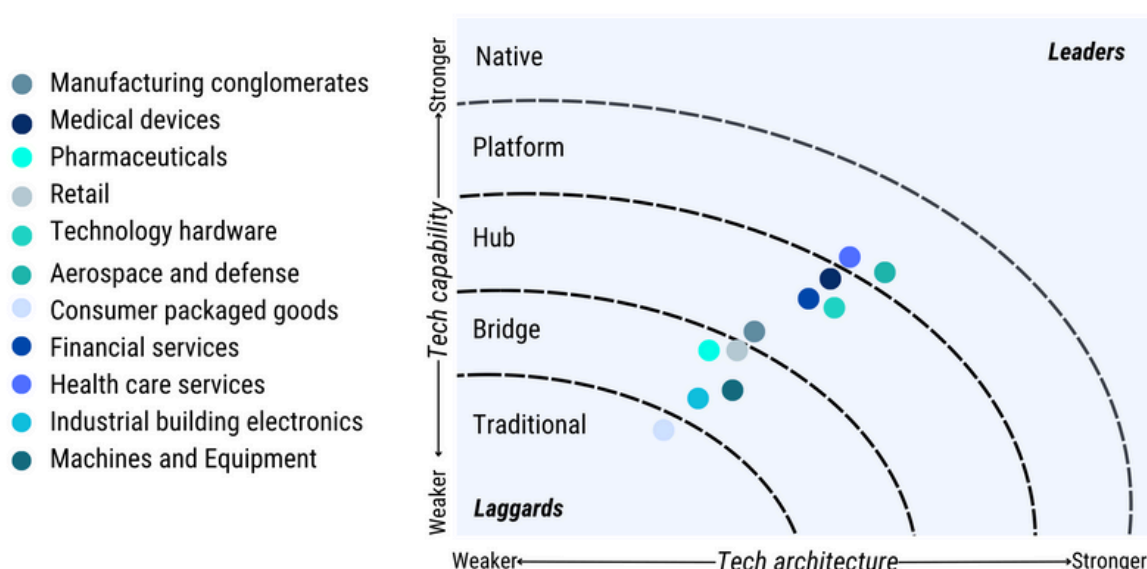 Manufacturing conglomerates
Medical devices
Pharmaceuticals
Retail
Technology hardware
Aerospace and defense
Consumer packaged goods
Financial services
Health care services
Industrial building electronics
Machines and Equipment
Stronger
Tech capability
Weaker
Native
Leaders
Platform
Hub
Bridge
Traditional
Laggards
Weaker
Tech architecture
Stronger